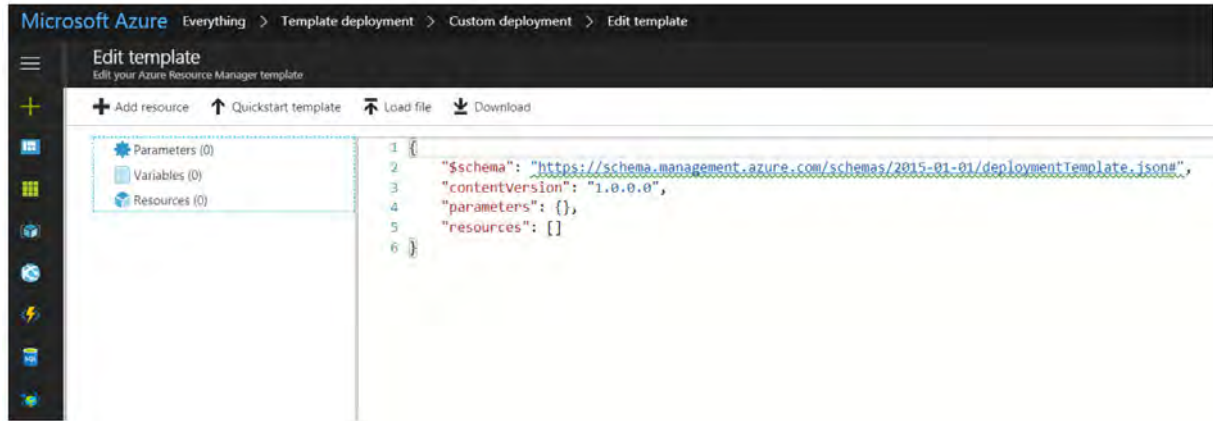 Microsoft Azure Everything > Template deployment > Custom deployment > Edit template
Edit template
Edit your Azure Resource Manager template
Add resource Quickstart template Load file Download
Parameters (0)
Variables (0)
Resources (0)
1 {
2 "$schema": "https://schema.management.azure.com/schemas/2015-01-01/deploymentTemplate.json#",
3 "contentVersion": "1.0.0.0",
4 "parameters": {},
5 "resources": []
6 }
SQL